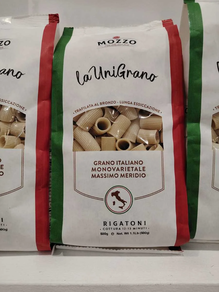 MOZZO
la UniGrano
TRAFILATA AL BRONZO - LUNGA ESSICCAZIONE
GRANO ITALIANO
MONOVARIETALE
MASSIMO MERIDIO
RIGATONI